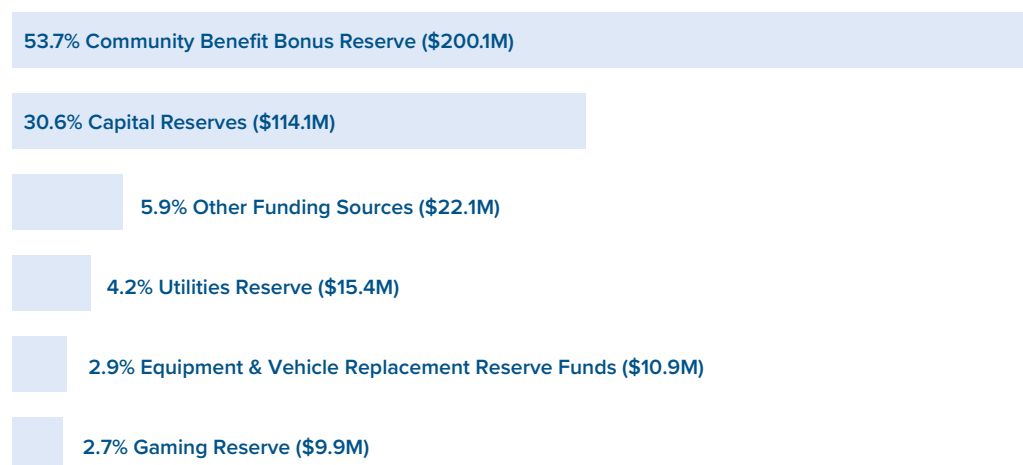 53.7% Community Benefit Bonus Reserve ($200.1M)
30.6% Capital Reserves ($114.1M)
5.9% Other Funding Sources ($22.1M)
4.2% Utilities Reserve ($15.4M)
2.9% Equipment & Vehicle Replacement Reserve Funds ($10.9M)
2.7% Gaming Reserve ($9.9M)